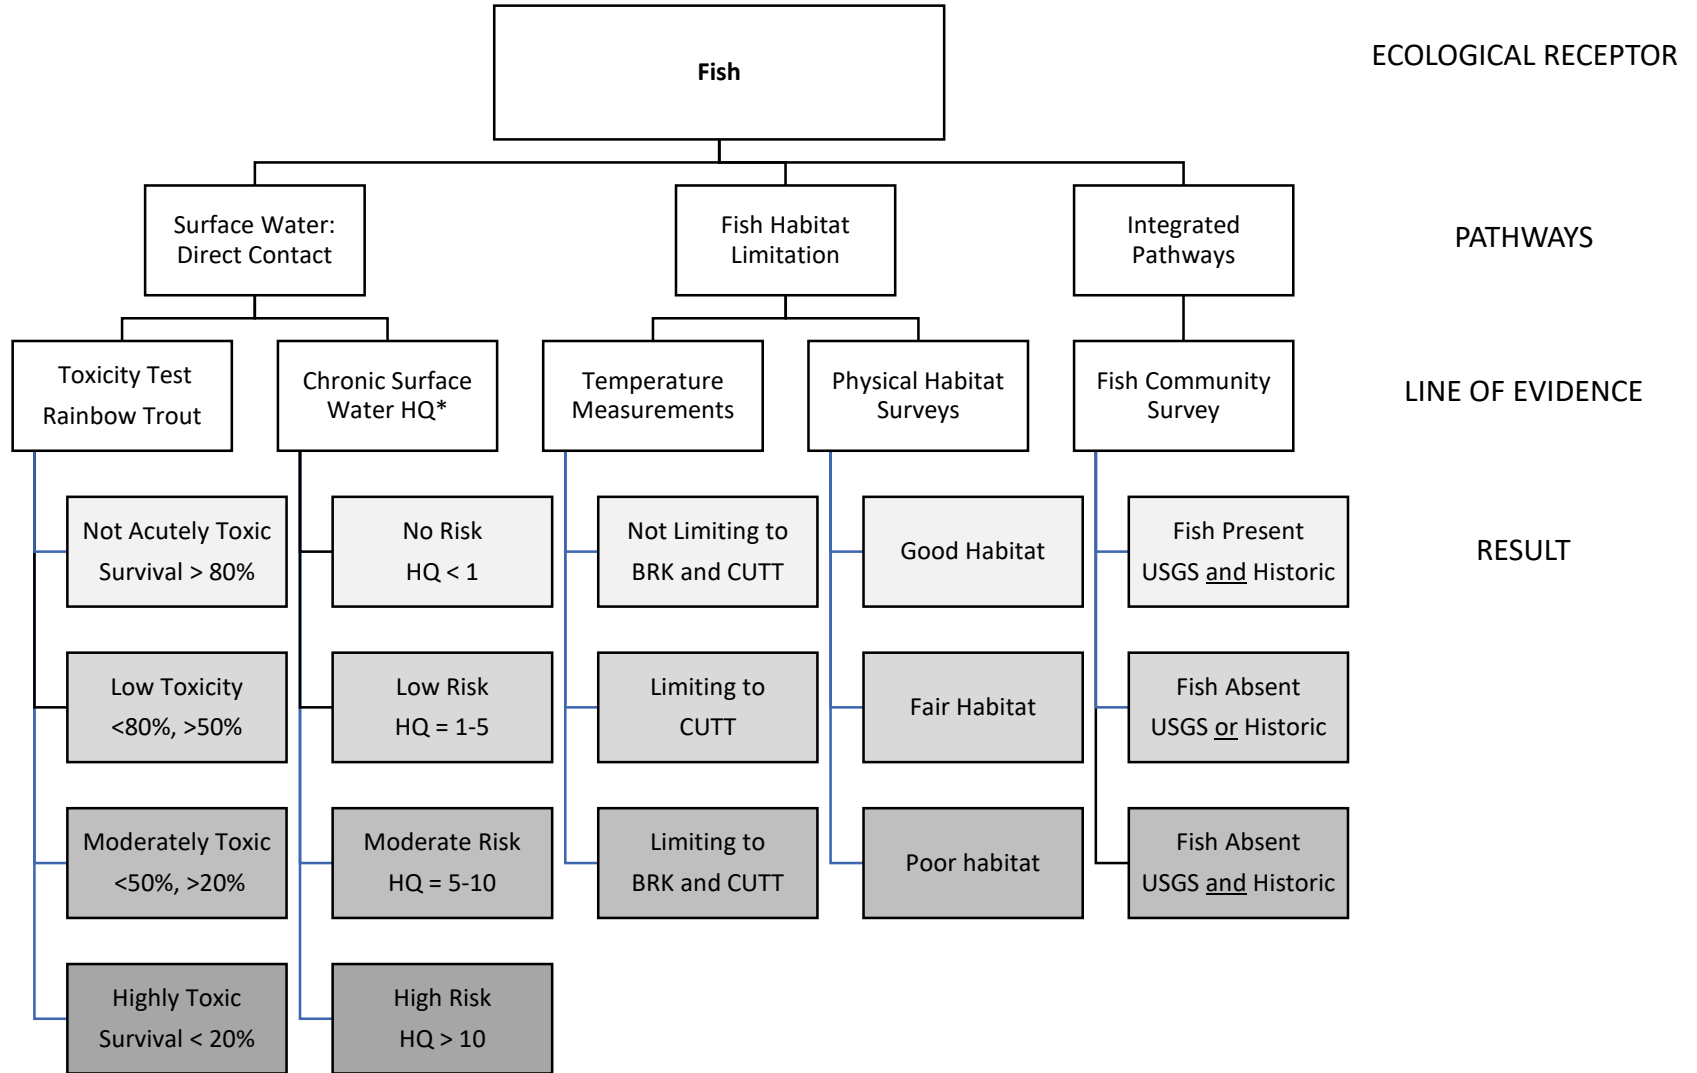 Fish
ECOLOGICAL RECEPTOR
Surface Water:
Direct Contact
Fish Habitat
Limitation
Integrated
Pathways
PATHWAYS
Toxicity Test
Rainbow Trout
Chronic Surface
Water HQ*
Temperature
Measurements
Physical Habitat
Surveys
Fish Community
Survey
LINE OF EVIDENCE
Not Acutely Toxic
Survival > 80%
No Risk
HQ < 1
Not Limiting to
BRK and CUTT
Good Habitat
Fish Present
USGS and Historic
RESULT
Low Toxicity
<80%, >50%
Low Risk
HQ = 1-5
Limiting to
CUTT
Fair Habitat
Fish Absent
USGS or Historic
Moderately Toxic
<50%, >20%
Moderate Risk
HQ = 5-10
Limiting to
BRK and CUTT
Poor habitat
Fish Absent
USGS and Historic
Highly Toxic
Survival < 20%
High Risk
HQ > 10